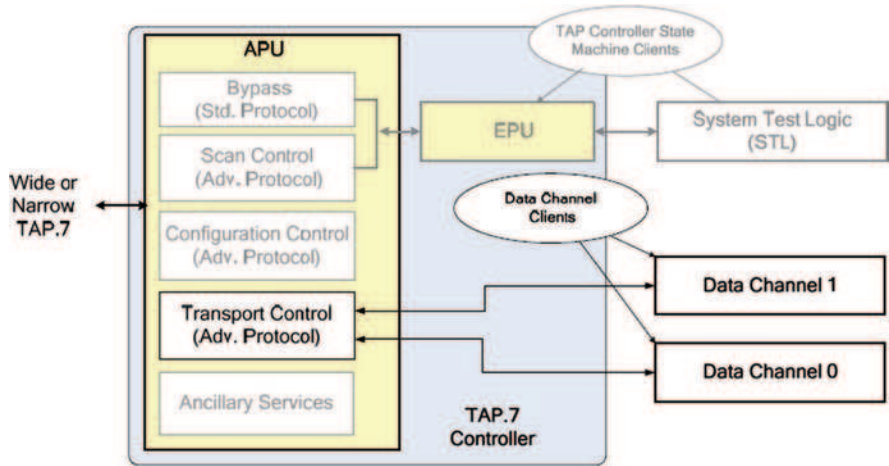 APU
Bypass
(Std. Protocol)
Scan Control
(Adv. Protocol)
Configuration Control
(Adv. Protocol)
Transport Control
(Adv. Protocol)
Ancillary Services
Wide or
Narrow
TAP.7
EPU
TAP Controller State
Machine Clients
System Test Logic
(STL)
Data Channel
Clients
Data Channel 1
Data Channel 0
TAP.7
Controller